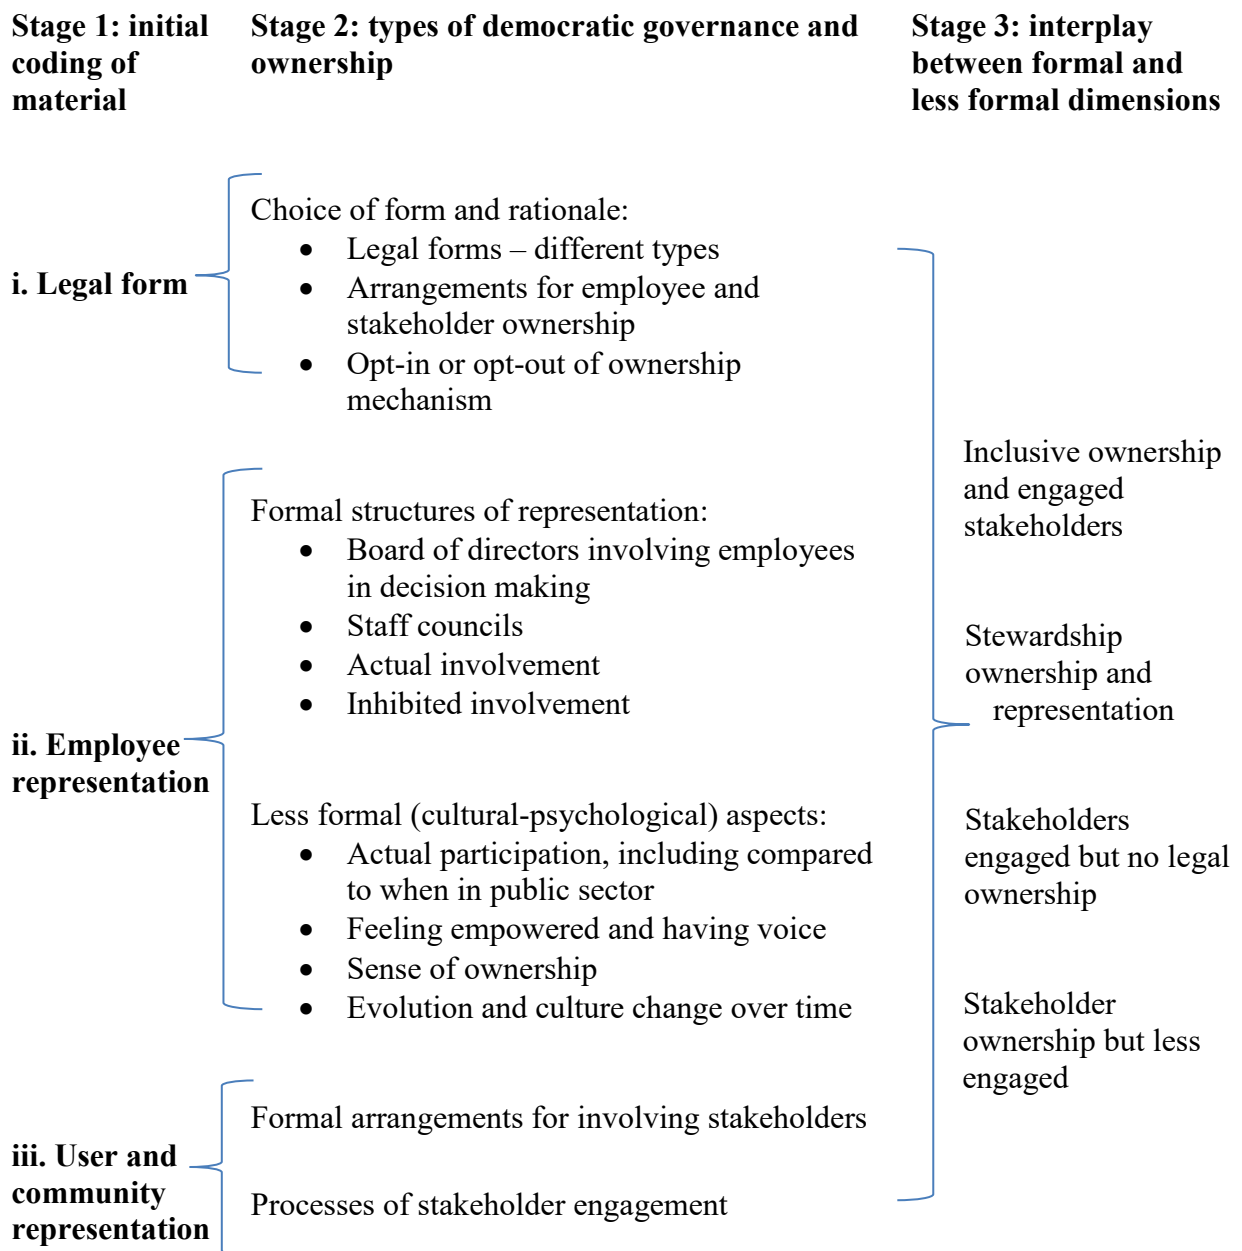 Stage 1: initial
coding of
material
Stage 2: types of democratic governance and
ownership
Stage 3: interplay
between formal and
less formal dimensions
i. Legal form
Choice of form and rationale:
• Legal forms – different types
• Arrangements for employee and
stakeholder ownership
• Opt-in or opt-out of ownership
mechanism
ii. Employee
representation
Formal structures of representation:
• Board of directors involving employees
in decision making
• Staff councils
• Actual involvement
• Inhibited involvement
Less formal (cultural-psychological) aspects:
• Actual participation, including compared
to when in public sector
• Feeling empowered and having voice
• Sense of ownership
• Evolution and culture change over time
iii. User and
community
representation
Formal arrangements for involving stakeholders
Processes of stakeholder engagement
Inclusive ownership
and engaged
stakeholders
Stewardship
ownership and
representation
Stakeholders
engaged but no legal
ownership
Stakeholder
ownership but less
engaged